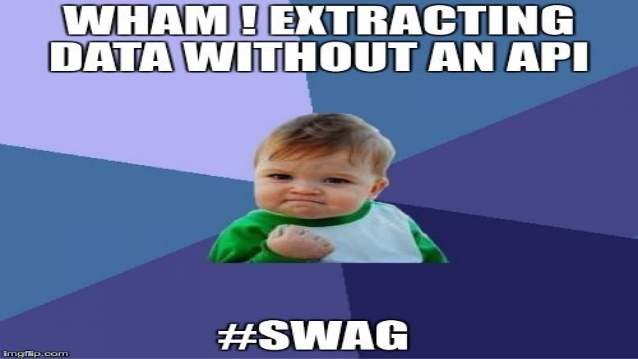 WHAM ! EXTRACTING
DATA WITHOUT AN API
#SWAG
imgflip.com